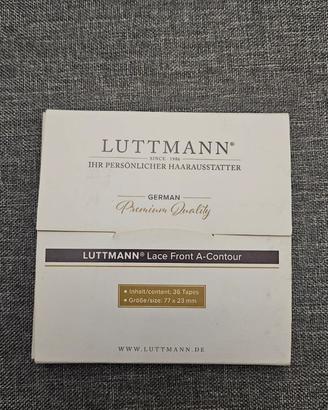 LUTTMANN®
SINCE 1986
IHR PERSÖNLICHER HAARAUSSTATTER
GERMAN
Premium Quality
LUTTMANN® Lace Front A-Contour
• Inhalt/content: 36 Tapes
• Größe/size: 77 x 23 mm
WWW.LUTTMANN.DE